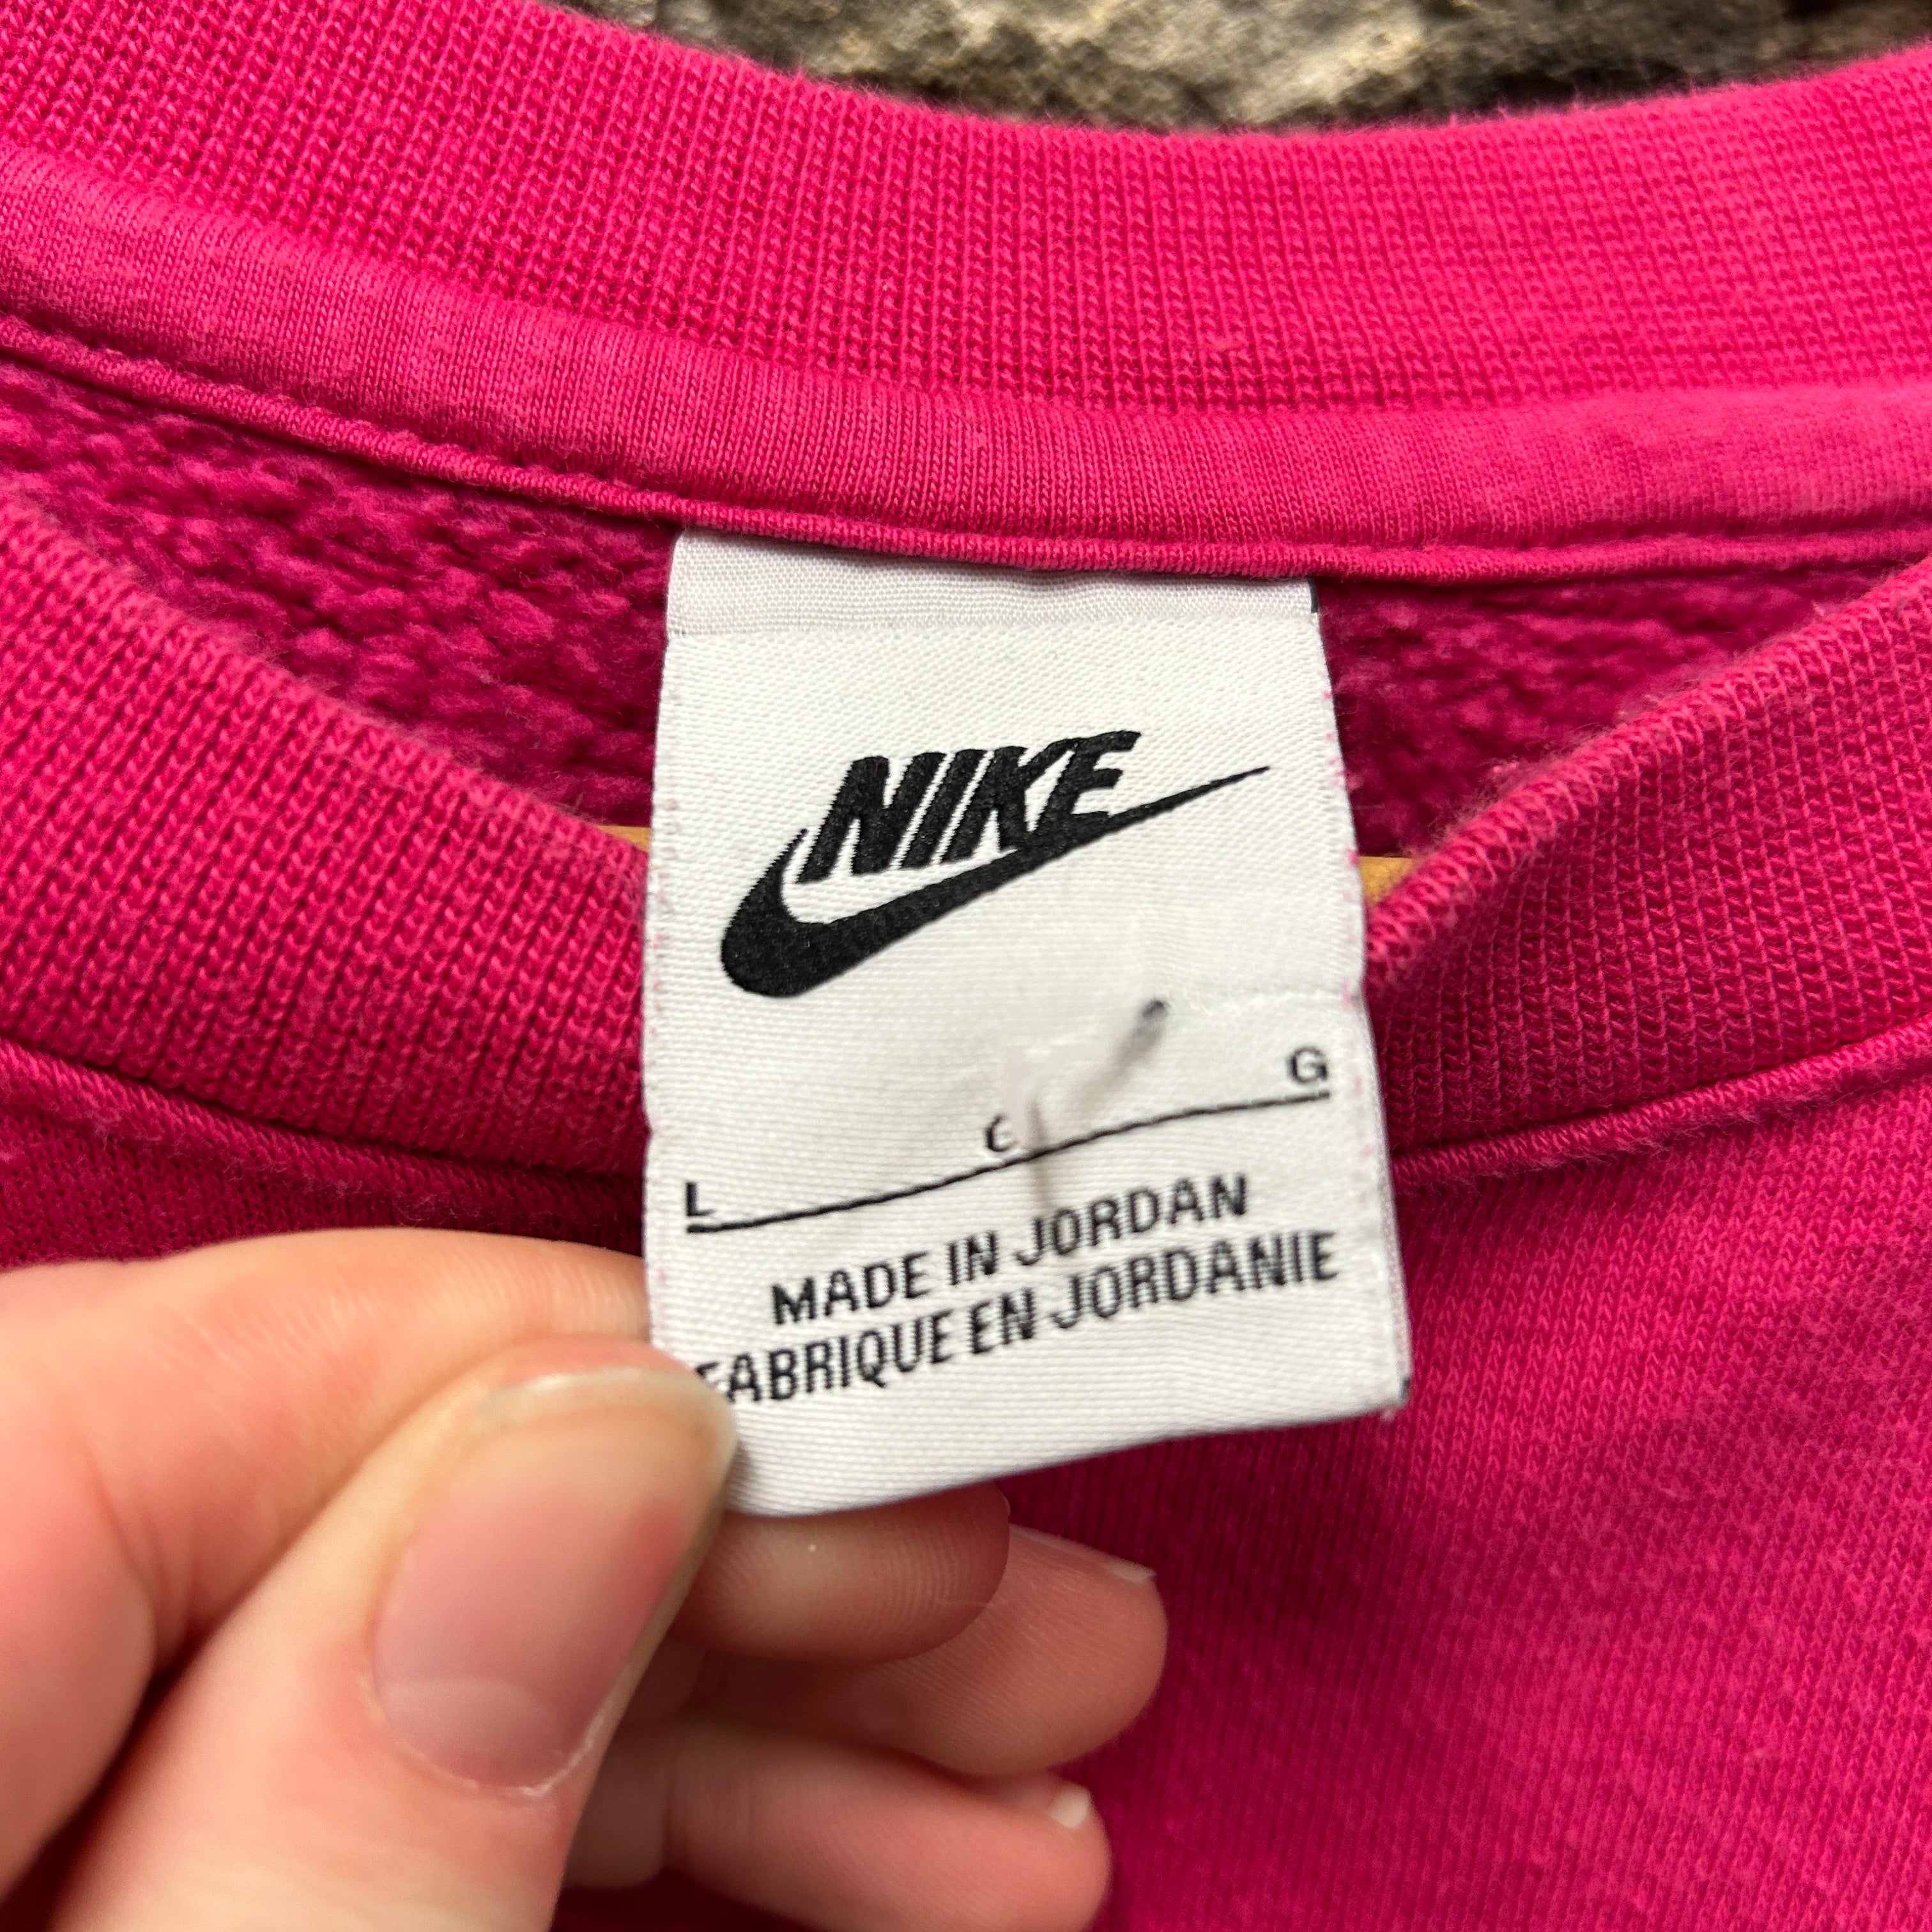 NIKE
L G
MADE IN JORDAN
FABRIQUE EN JORDANIE